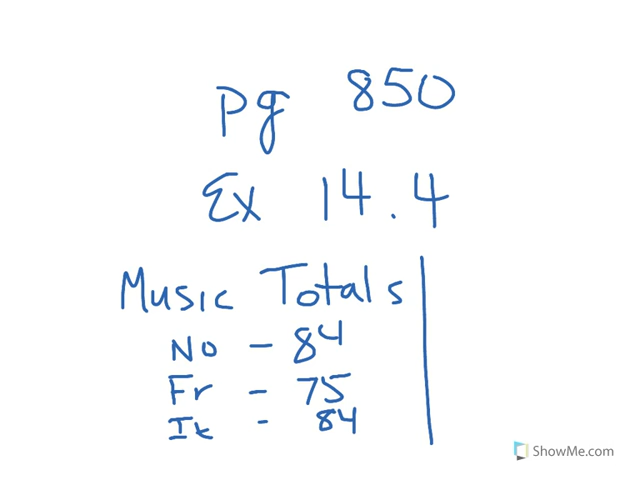 Pg 850
Ex 14.4
Music Totals
No - 84
Fr - 75
It - 84
ShowMe.com